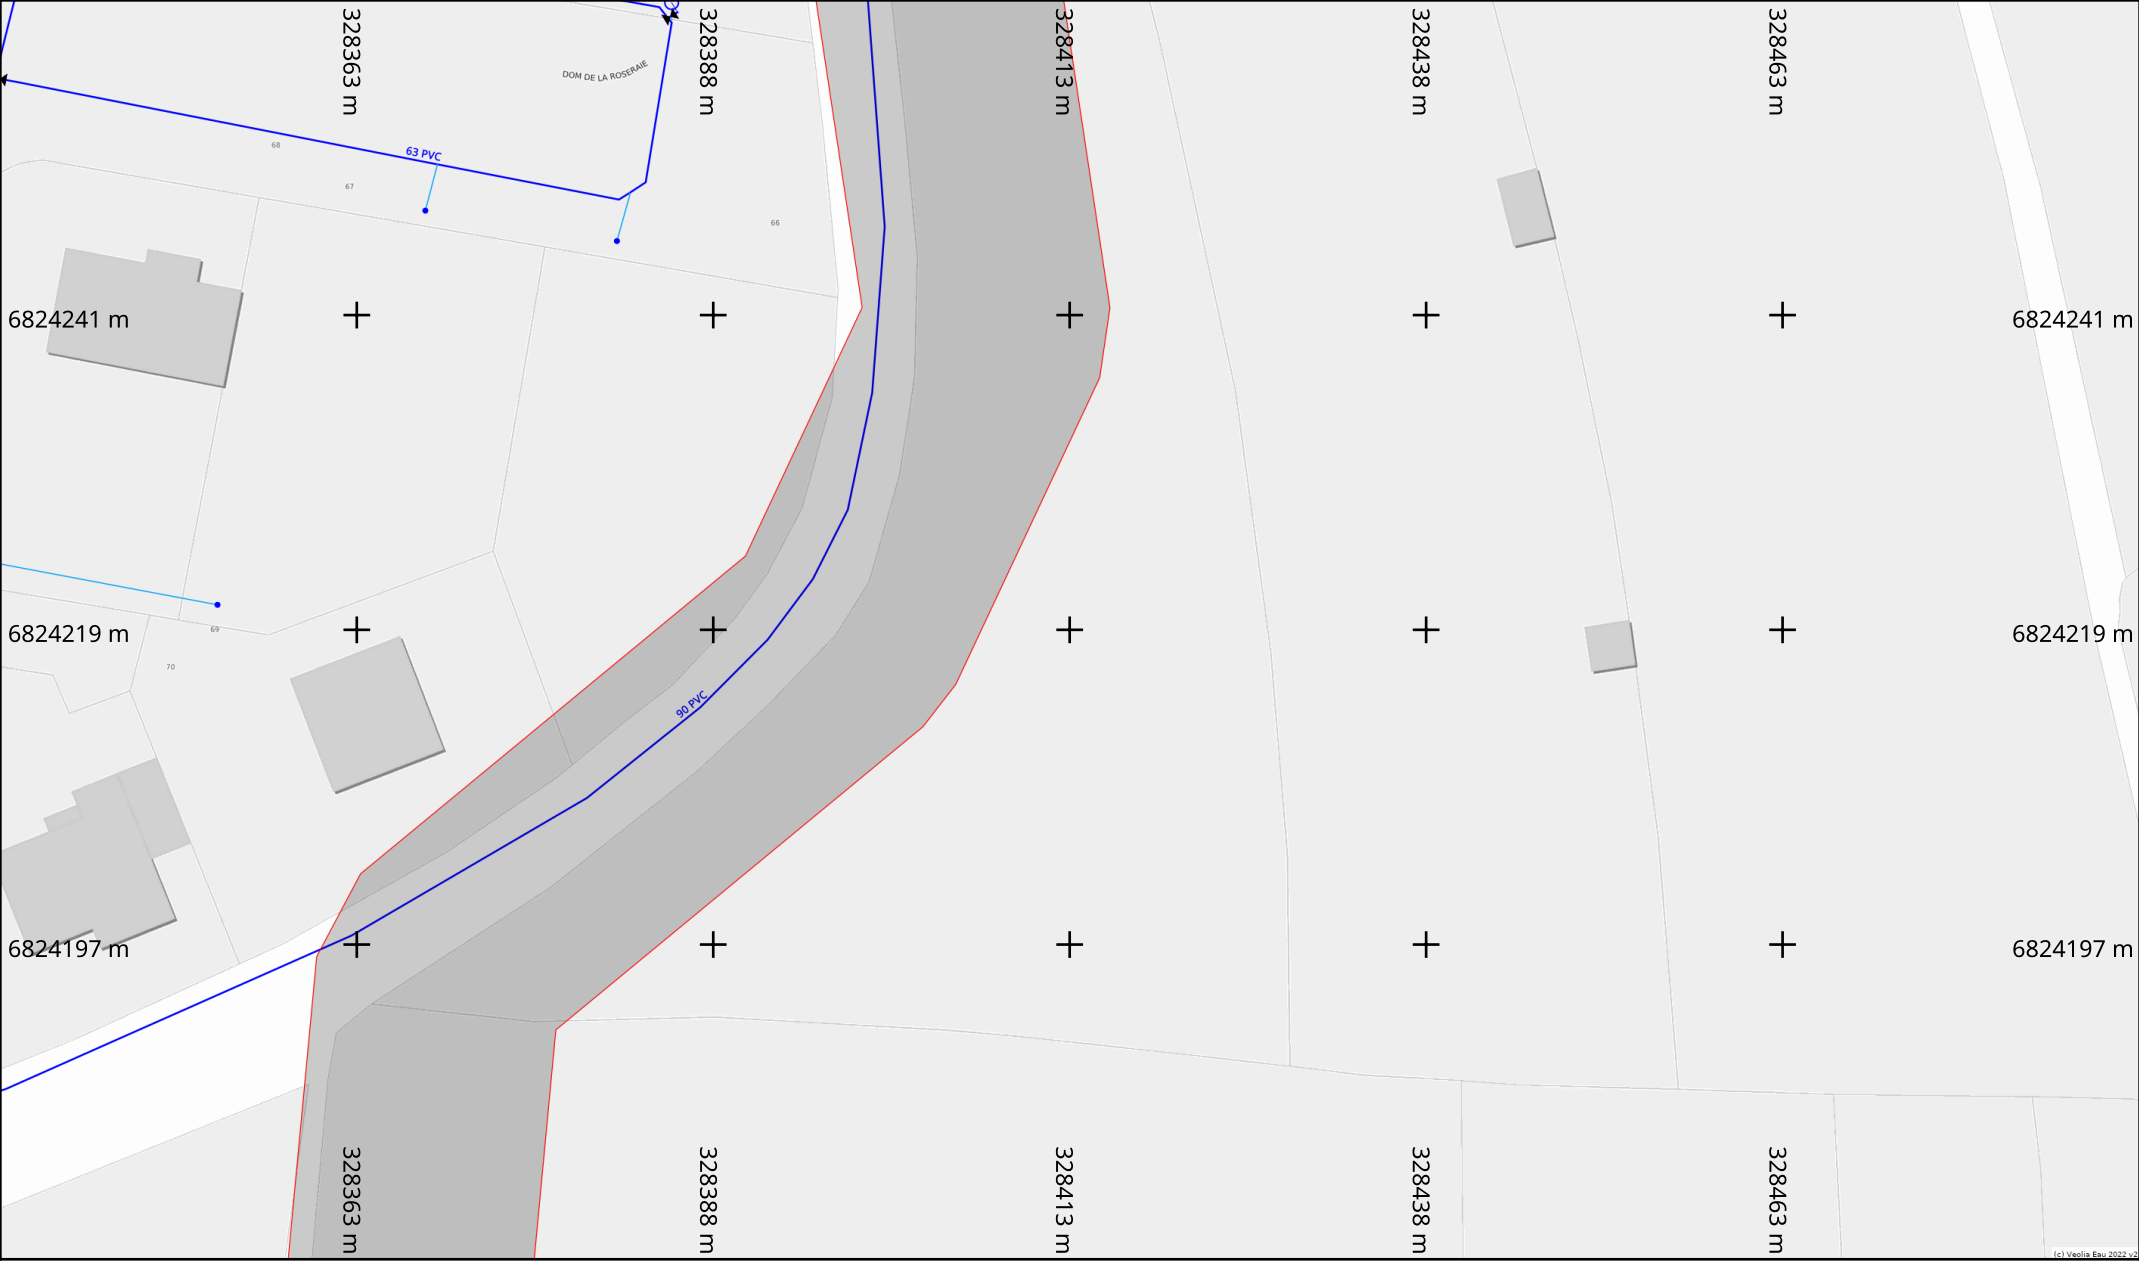 328363 m
328388 m
328413 m
328438 m
328463 m
DOM DE LA ROSERAIE
68
63 PVC
67
66
6824241 m
6824241 m
69
6824219 m
6824219 m
70
90 PVC
6824197 m
6824197 m
328363 m
328388 m
328413 m
328438 m
328463 m
(c) Veolia Eau 2022 v2